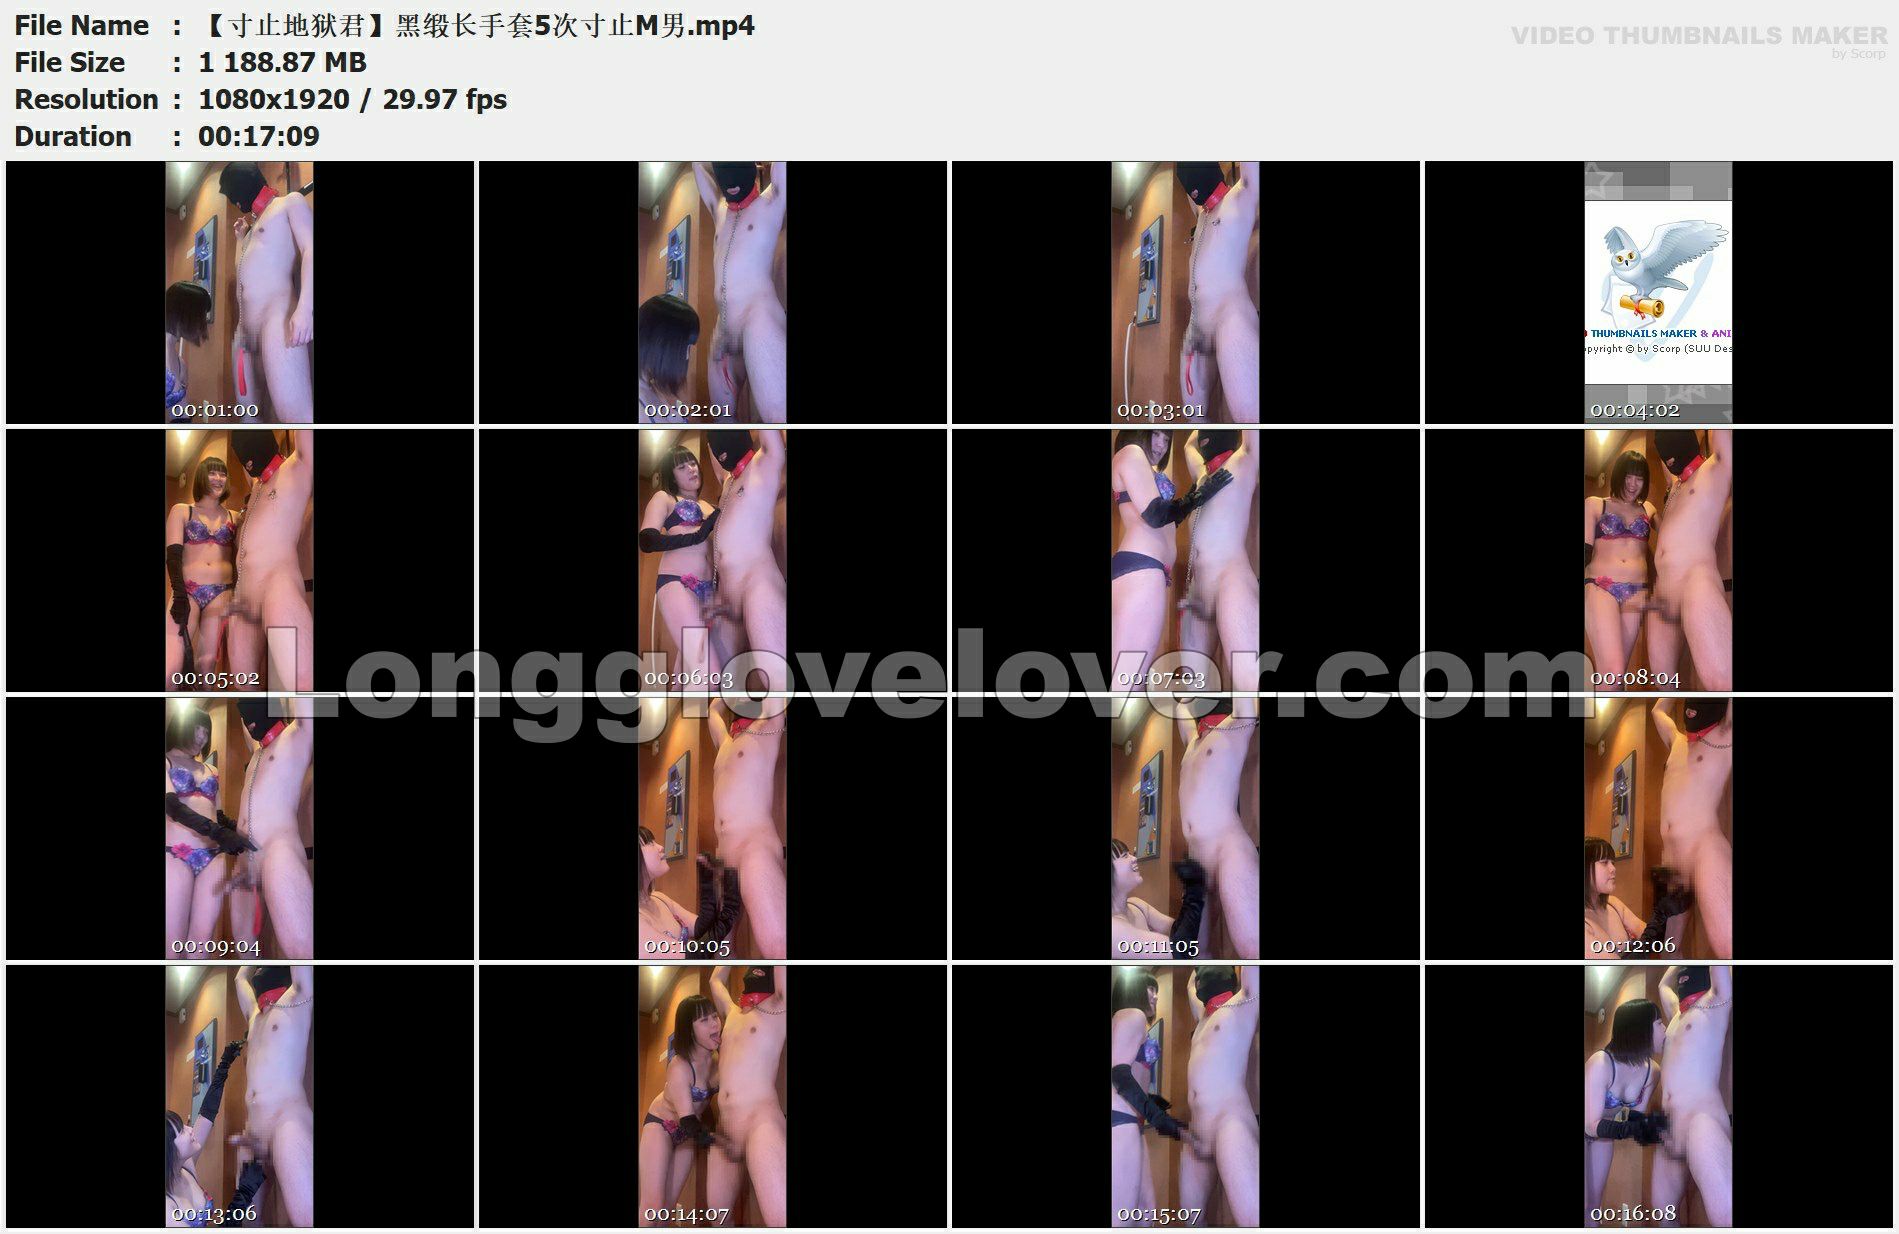 File Name : 【寸止地狱君】黑缎长手套5次寸止M男.mp4
VIDEO THUMBNAILS MAKER
by Scorp
File Size : 1 188.87 MB
Resolution : 1080x1920 / 29.97 fps
Duration : 00:17:09
THUMBNAILS MAKER & ANI
opyright © by Scorp (SUU Des
00:01:00
00:02:01
00:03:01
00:04:02
Longglovelover.com
00:05:02
00:06:03
00:07:03
00:08:04
00:09:04
00:10:05
00:11:05
00:12:06
00:13:06
00:14:07
00:15:07
00:16:08